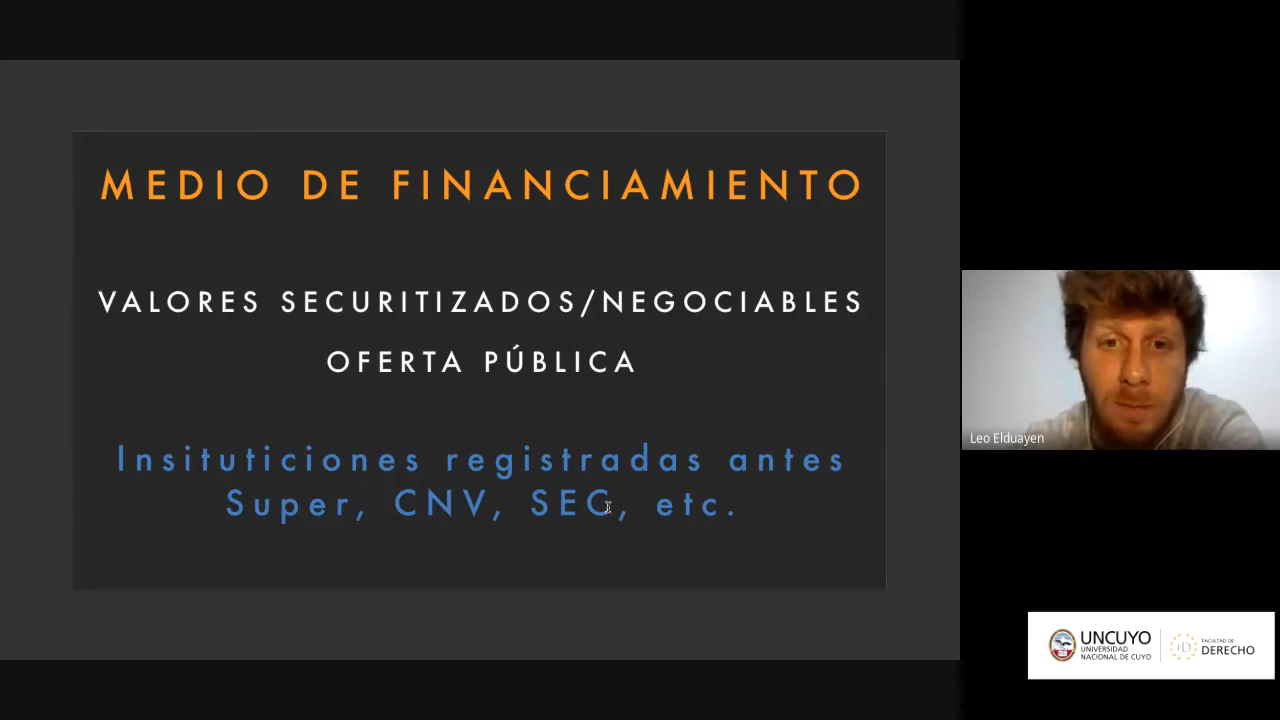 MEDIO DE FINANCIAMIENTO
VALORES SECURITIZADOS/NEGOCIABLES
OFERTA PÚBLICA
Insituticiones registradas antes
Super, CNV, SEC, etc.
Leo Elduayen
UNCUYO
UNIVERSIDAD
NACIONAL DE CUYO
FACULTAD DE
DERECHO